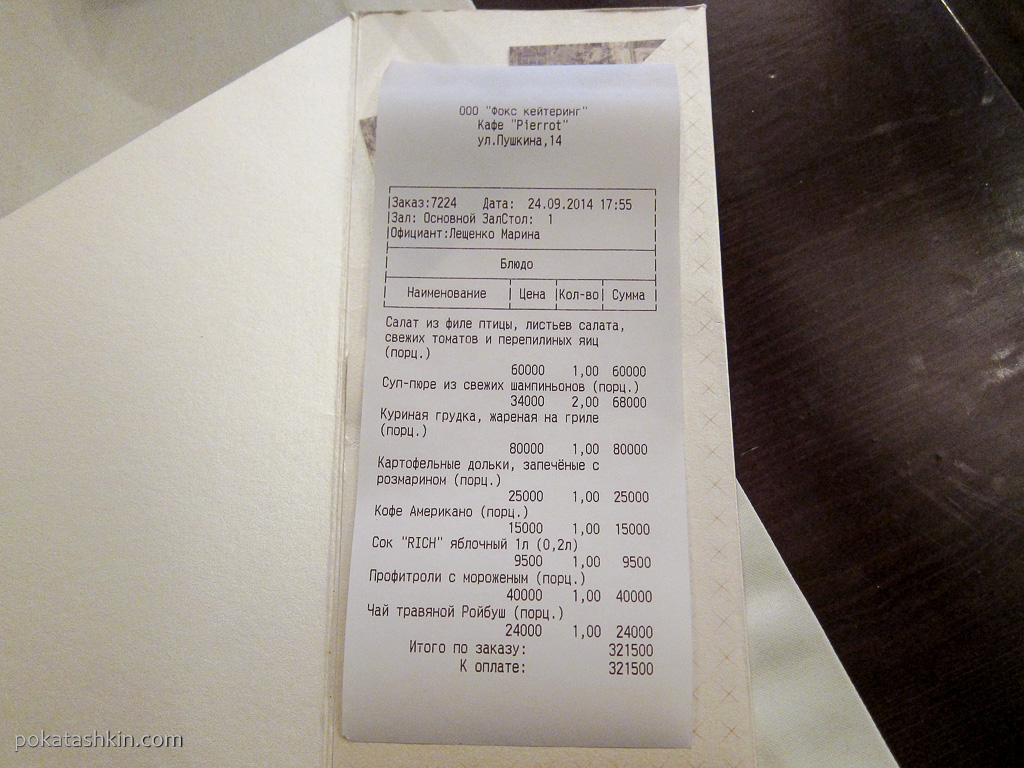 ООО "Фокс кейтеринг"
Кафе "Pierrot"
ул.Пушкина,14
Заказ:7224 Дата: 24.09.2014 17:55
Зал: Основной ЗалСтол: 1
Официант:Лещенко Марина
Блюдо
Наименование Цена Кол-во Сумма
Салат из филе птицы, листьев салата,
свежих томатов и перепилиных яиц
(порц.)
60000 1,00 60000
Суп-пюре из свежих шампиньонов (порц.)
34000 2,00 68000
Куриная грудка, жареная на гриле
(порц.)
80000 1,00 80000
Картофельные дольки, запечёные с
розмарином (порц.)
25000 1,00 25000
Кофе Американо (порц.)
15000 1,00 15000
Сок "RICH" яблочный 1л (0,2л)
9500 1,00 9500
Профитроли с мороженым (порц.)
40000 1,00 40000
Чай травяной Ройбуш (порц.)
24000 1,00 24000
Итого по заказу: 321500
К оплате: 321500
pokatashkin.com